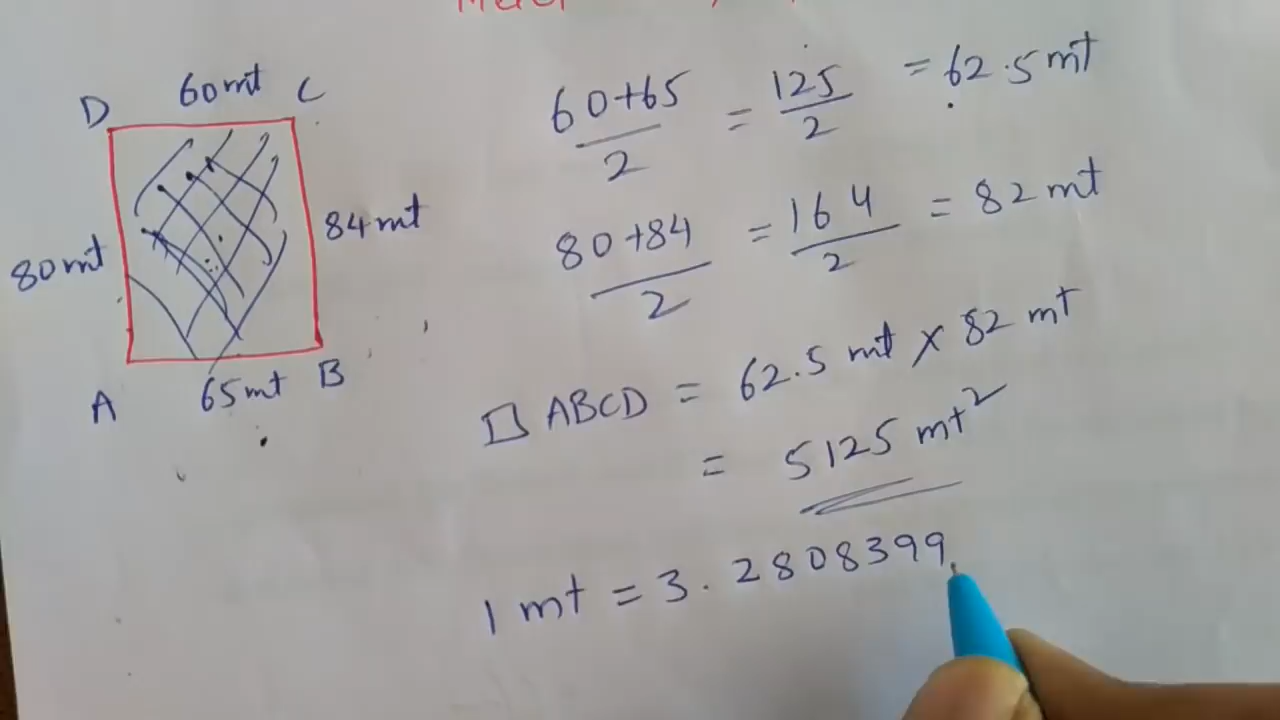 D 60mt C
80mt
84mt
A 65mt B
60+65/2 = 125/2 = 62.5 mt
80+84/2 = 164/2 = 82 mt
□ ABCD = 62.5 mt × 82 mt
= 5125 mt²
1 mt = 3.2808399